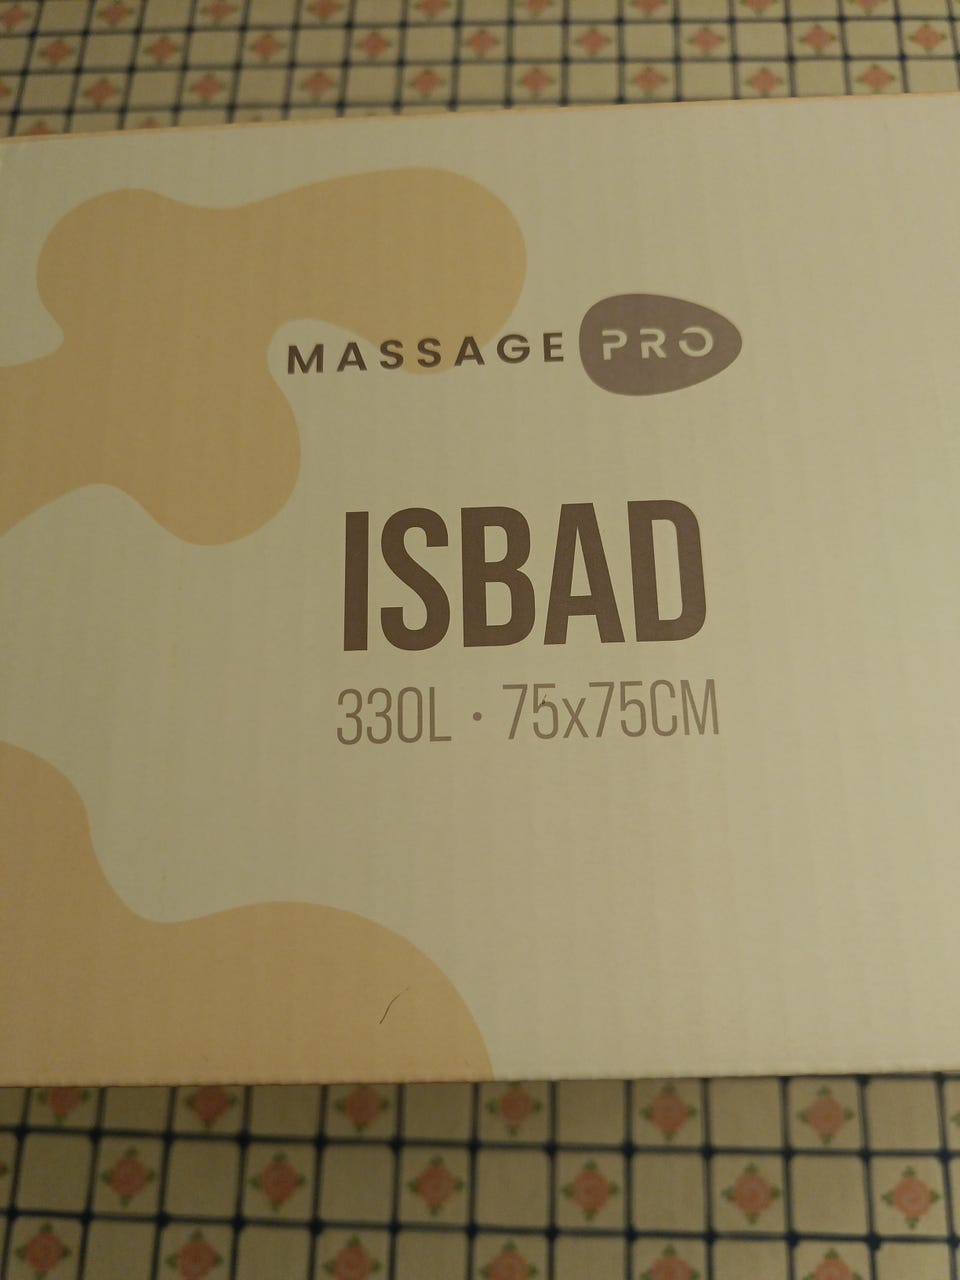 MASSAGE PRO
ISBAD
330L · 75x75CM